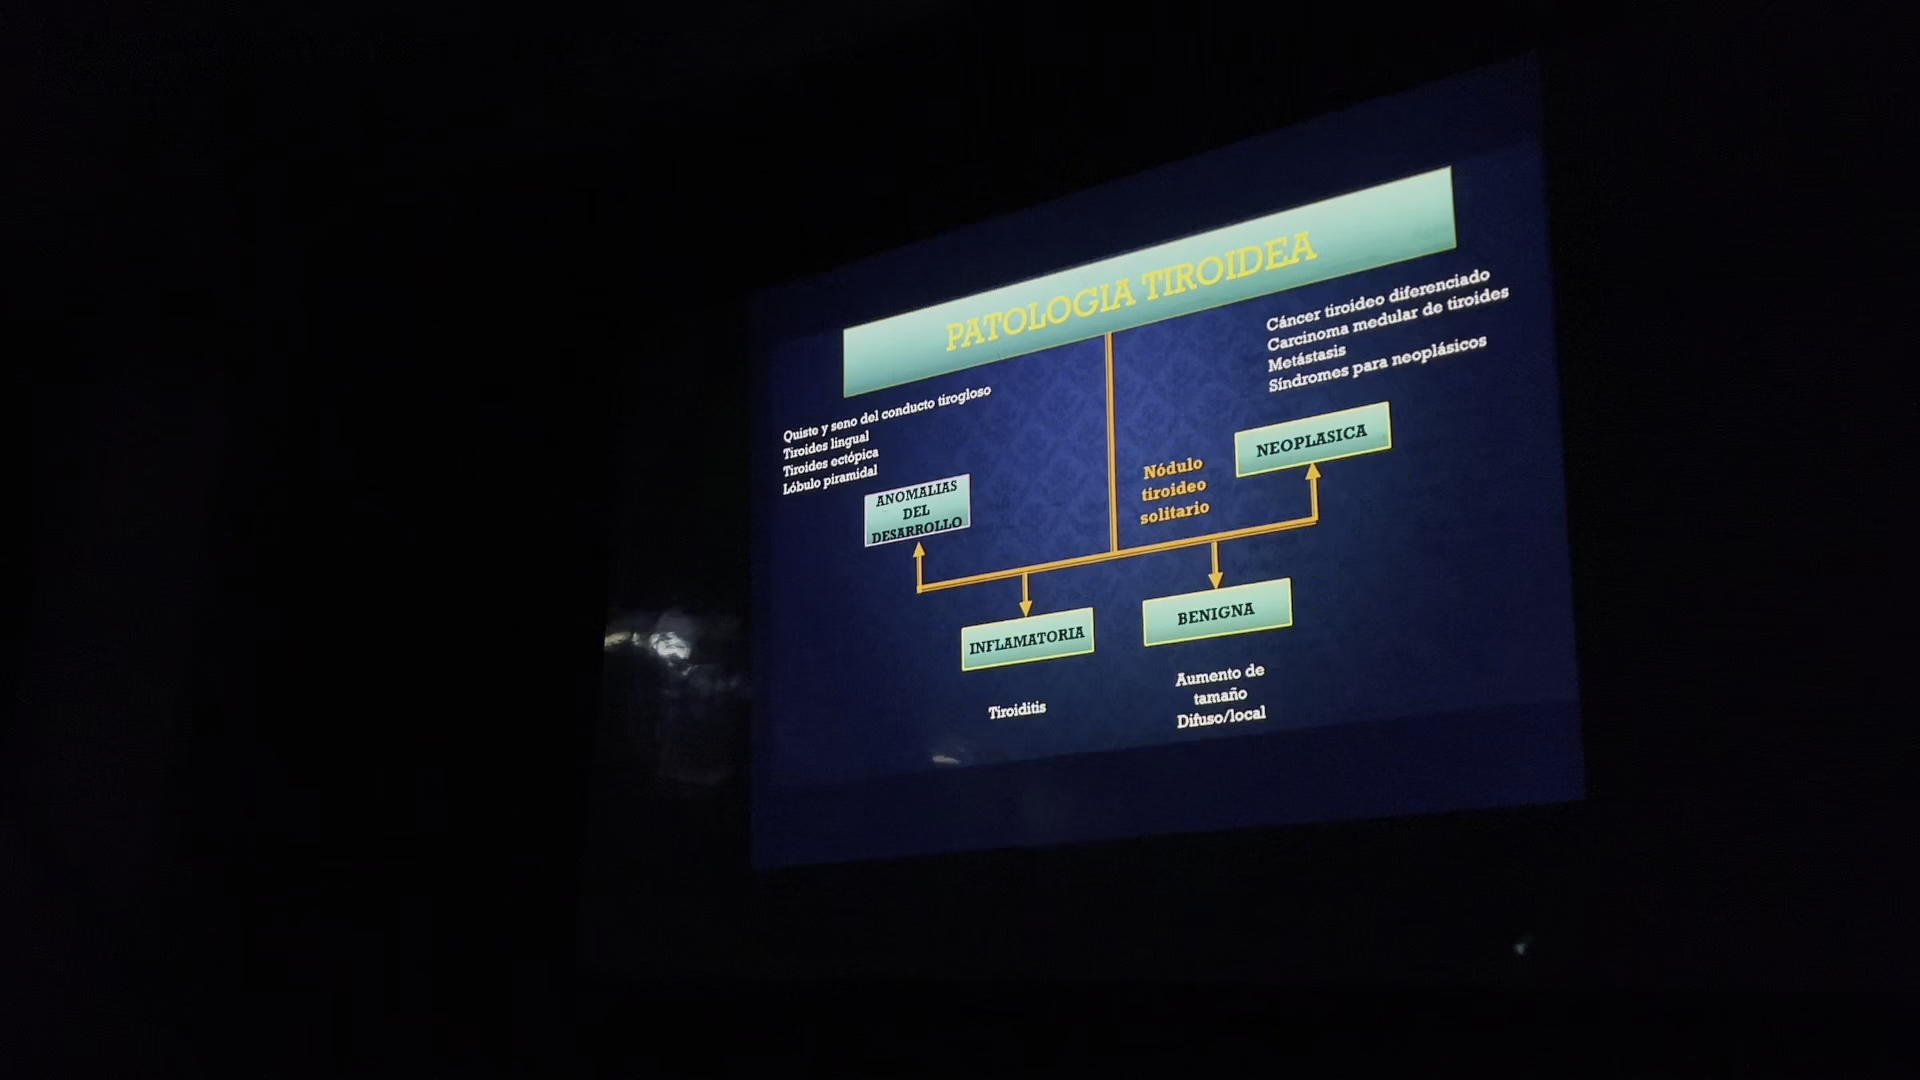 PATOLOGIA TIROIDEA
Quiste y seno del conducto tirogloso
Tiroides lingual
Tiroides ectópica
Lóbulo piramidal
ANOMALIAS
DEL
DESARROLLO
Cáncer tiroideo diferenciado
Carcinoma medular de tiroides
Metástasis
Síndromes para neoplásicos
NEOPLASICA
Nódulo
tiroideo
solitario
INFLAMATORIA
Tiroiditis
BENIGNA
Aumento de
tamaño
Difuso/local